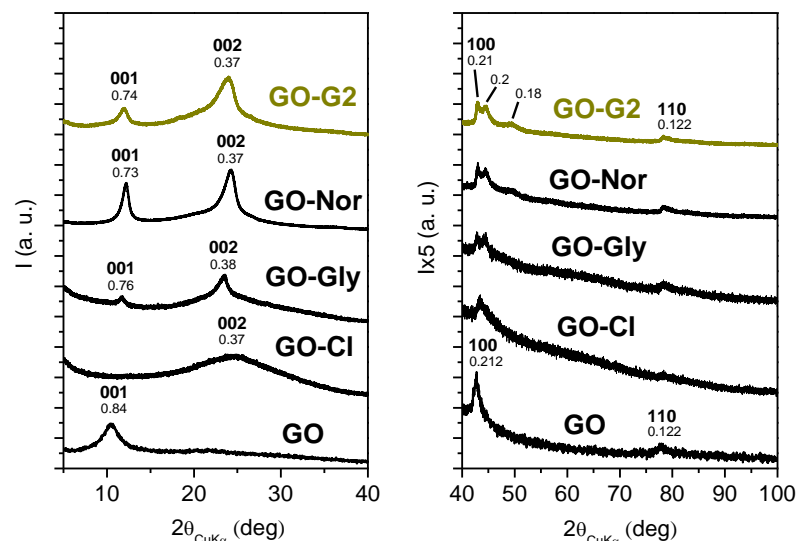 I (a. u.)
001
0.74
002
0.37
GO-G2
001
0.73
002
0.37
GO-Nor
001
0.76
002
0.38
GO-Gly
002
0.37
GO-Cl
001
0.84
GO
10 20 30 40
2θCuKα (deg)
Ix5 (a. u.)
100
0.21
0.2
0.18
GO-G2
110
0.122
GO-Nor
GO-Gly
GO-Cl
100
0.212
GO
110
0.122
40 50 60 70 80 90 100
2θCuKα (deg)